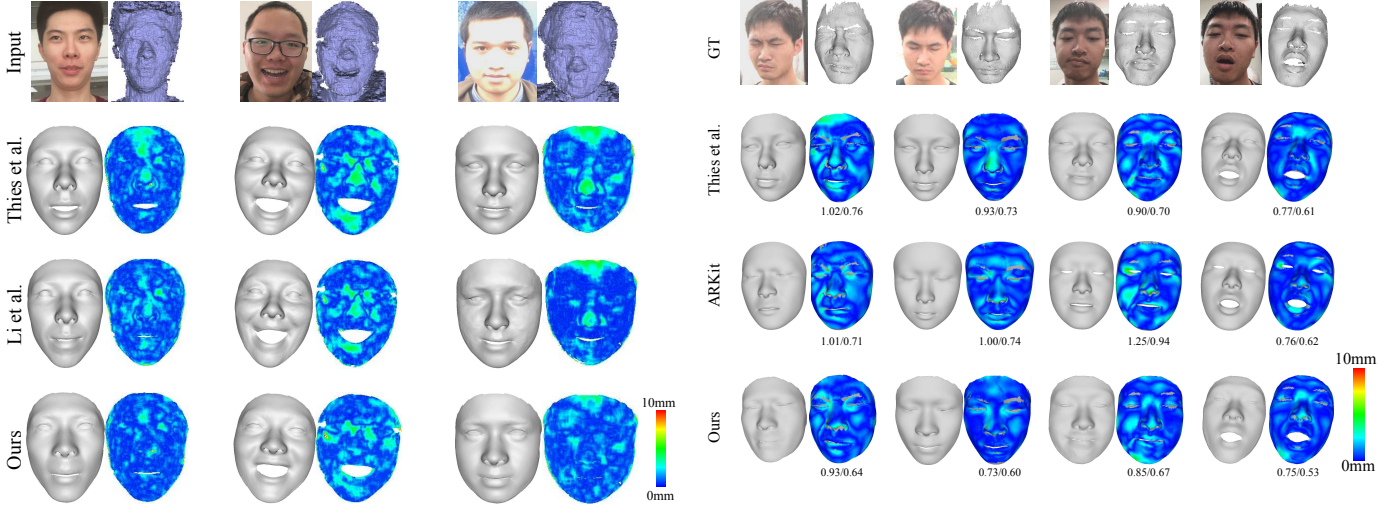 Input
Thies et al.
Li et al.
Ours
10mm
0mm
GT
Thies et al.
1.02/0.76
0.93/0.73
0.90/0.70
0.77/0.61
ARKit
1.01/0.71
1.00/0.74
1.25/0.94
0.76/0.62
Ours
0.93/0.64
0.73/0.60
0.85/0.67
0.75/0.53
10mm
0mm